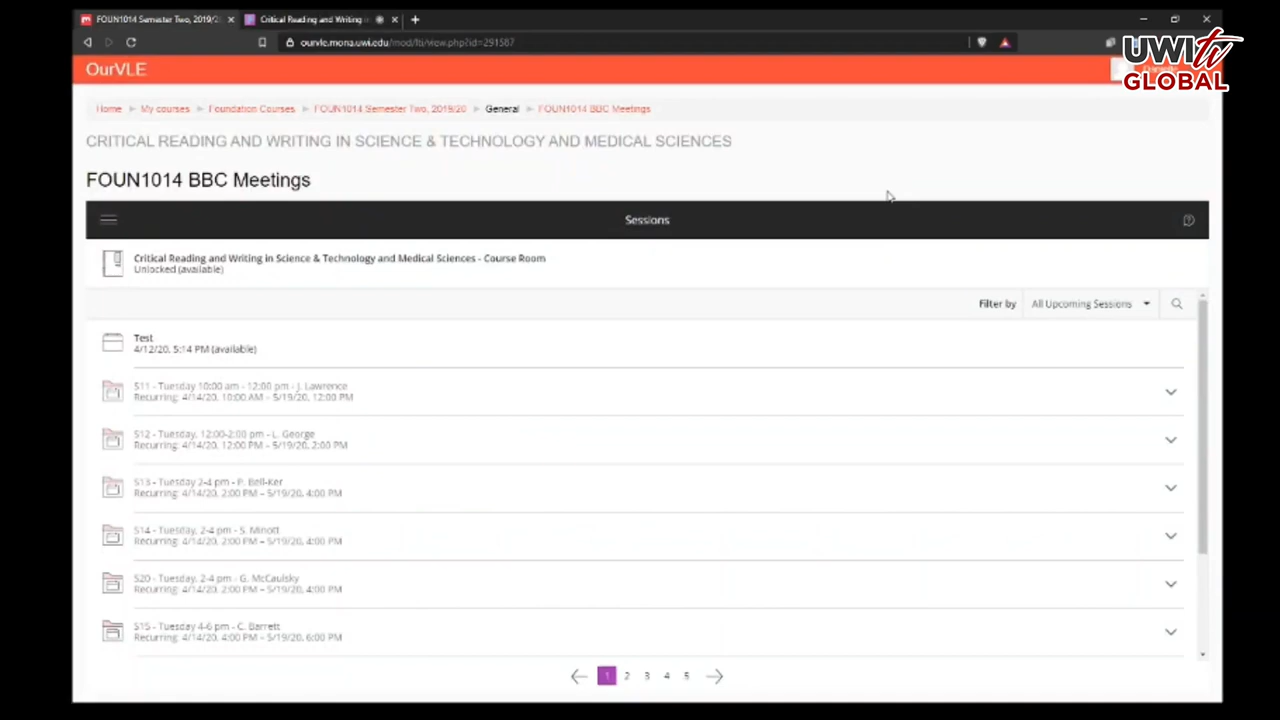 FOUN1014 Semester Two, 2019/2
Critical Reading and Writing in
ourvle.mona.uwi.edu/mod/lti/view.php?id=291587
UWItv
GLOBAL
OurVLE
Home My courses Foundation Courses FOUN1014 Semester Two, 2019/20 General FOUN1014 BBC Meetings
CRITICAL READING AND WRITING IN SCIENCE & TECHNOLOGY AND MEDICAL SCIENCES
FOUN1014 BBC Meetings
Sessions
Critical Reading and Writing in Science & Technology and Medical Sciences - Course Room
Unlocked (available)
Filter by All Upcoming Sessions
Test
4/12/20, 5:14 PM (available)
S11 - Tuesday 10:00 am - 12:00 pm - J. Lawrence
Recurring: 4/14/20, 10:00 AM – 5/19/20, 12:00 PM
S12 - Tuesday, 12:00-2:00 pm - L. George
Recurring: 4/14/20, 12:00 PM – 5/19/20, 2:00 PM
S13 - Tuesday 2-4 pm - P. Bell-Ker
Recurring: 4/14/20, 2:00 PM – 5/19/20, 4:00 PM
S14 - Tuesday, 2-4 pm - S. Minott
Recurring: 4/14/20, 2:00 PM – 5/19/20, 4:00 PM
S20 - Tuesday, 2-4 pm - G. McCaulsky
Recurring: 4/14/20, 2:00 PM – 5/19/20, 4:00 PM
S15 - Tuesday 4-6 pm - C. Barrett
Recurring: 4/14/20, 4:00 PM – 5/19/20, 6:00 PM
1 2 3 4 5